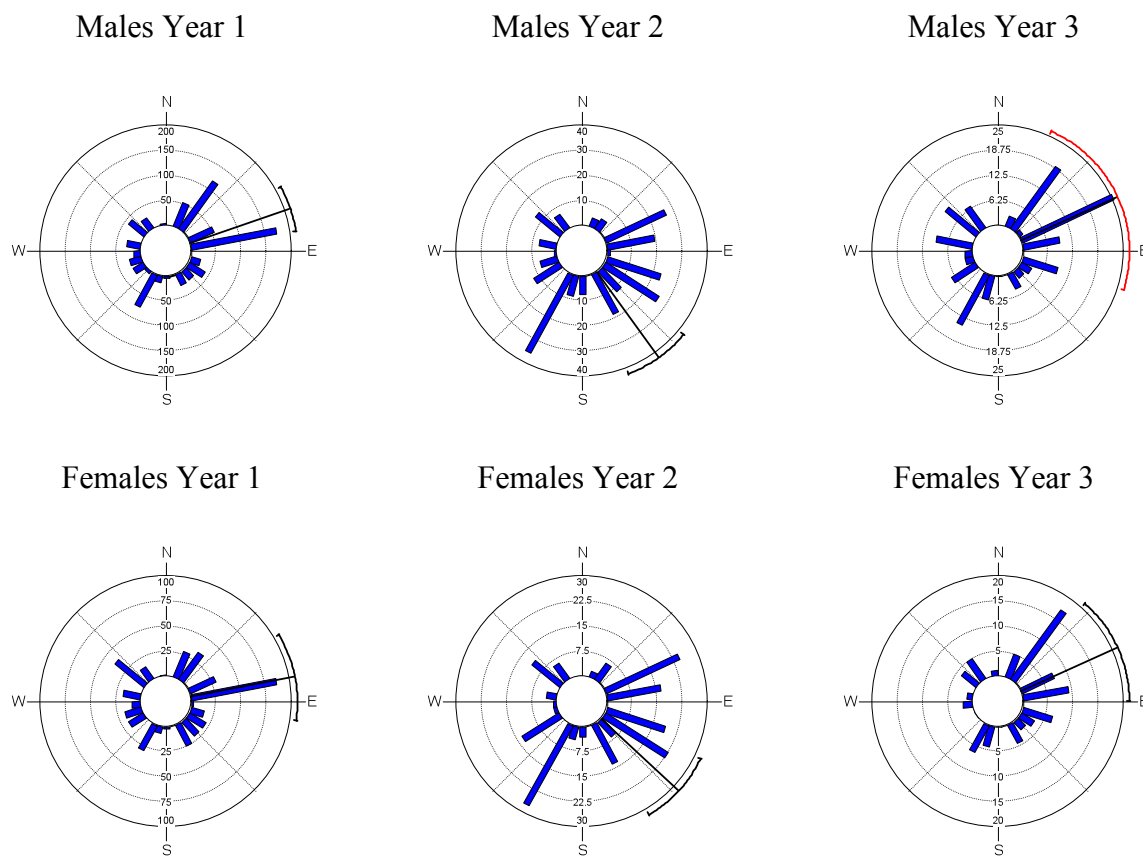 Males Year 1
N
200
150
100
50
W
E
50
100
150
200
S
Males Year 2
N
40
30
20
10
W
E
10
20
30
40
S
Males Year 3
N
25
18.75
12.5
6.25
W
E
6.25
12.5
18.75
25
S
Females Year 1
N
100
75
50
25
W
E
25
50
75
100
S
Females Year 2
N
30
22.5
15
7.5
W
E
7.5
15
22.5
30
S
Females Year 3
N
20
15
10
5
W
E
5
10
15
20
S